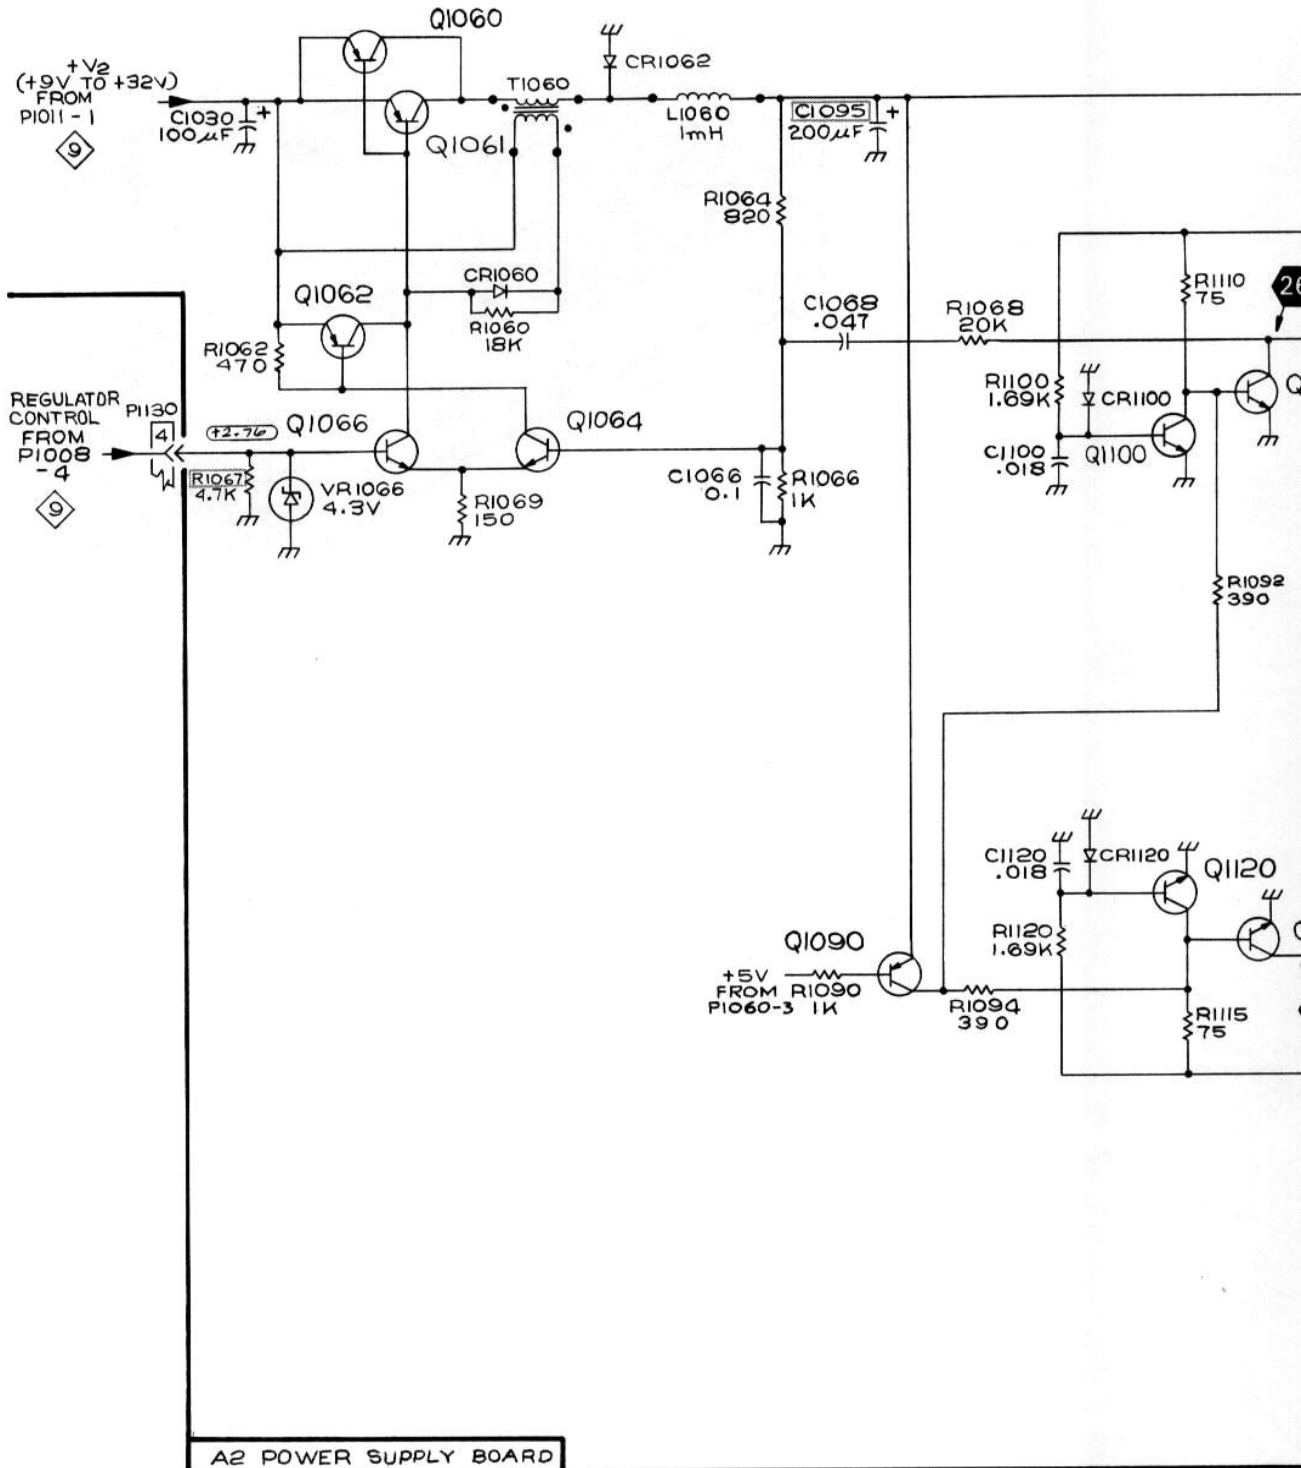 Q1060
+V2
(+9V TO +32V)
FROM
P1011-1
9
C1030
100µF
+
Q1061
T1060
CR1062
L1060
1mH
C1095
200µF
+
R1064
820
CR1060
R1060
18K
Q1062
R1062
470
C1068
.047
R1068
20K
R1110
75
26
REGULATOR
CONTROL
FROM
P1008
-4
9
P1130
4
+2.76
Q1066
R1067
4.7K
VR1066
4.3V
R1069
150
Q1064
C1066
0.1
R1066
1K
R1100
1.69K
CR1100
C1100
.018
Q1100
Q
R1092
390
C1120
.018
CR1120
Q1120
R1120
1.69K
Q1090
+5V
FROM
P1060-3
R1090
1K
R1094
390
R1115
75
A2 POWER SUPPLY BOARD